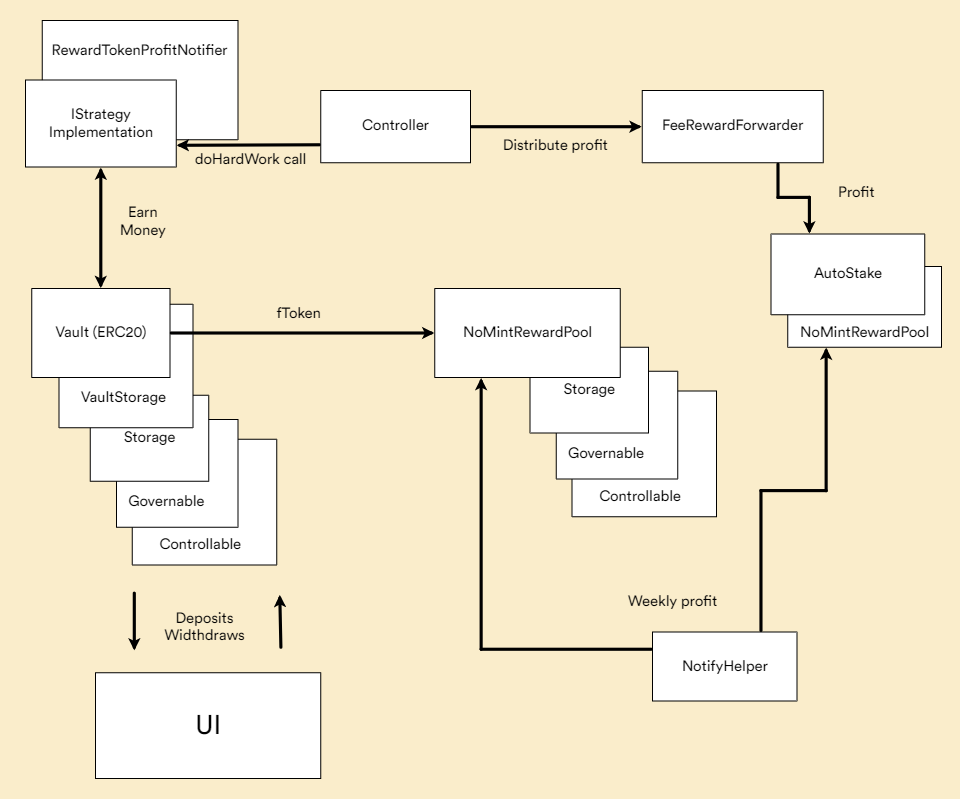 RewardTokenProfitNotifier
IStrategy
Implementation
Controller
FeeRewardForwarder
doHardWork call
Distribute profit
Profit
Earn
Money
AutoStake
NoMintRewardPool
Vault (ERC20)
fToken
NoMintRewardPool
VaultStorage
Storage
Storage
Governable
Governable
Controllable
Controllable
Deposits
Widthdraws
Weekly profit
NotifyHelper
UI